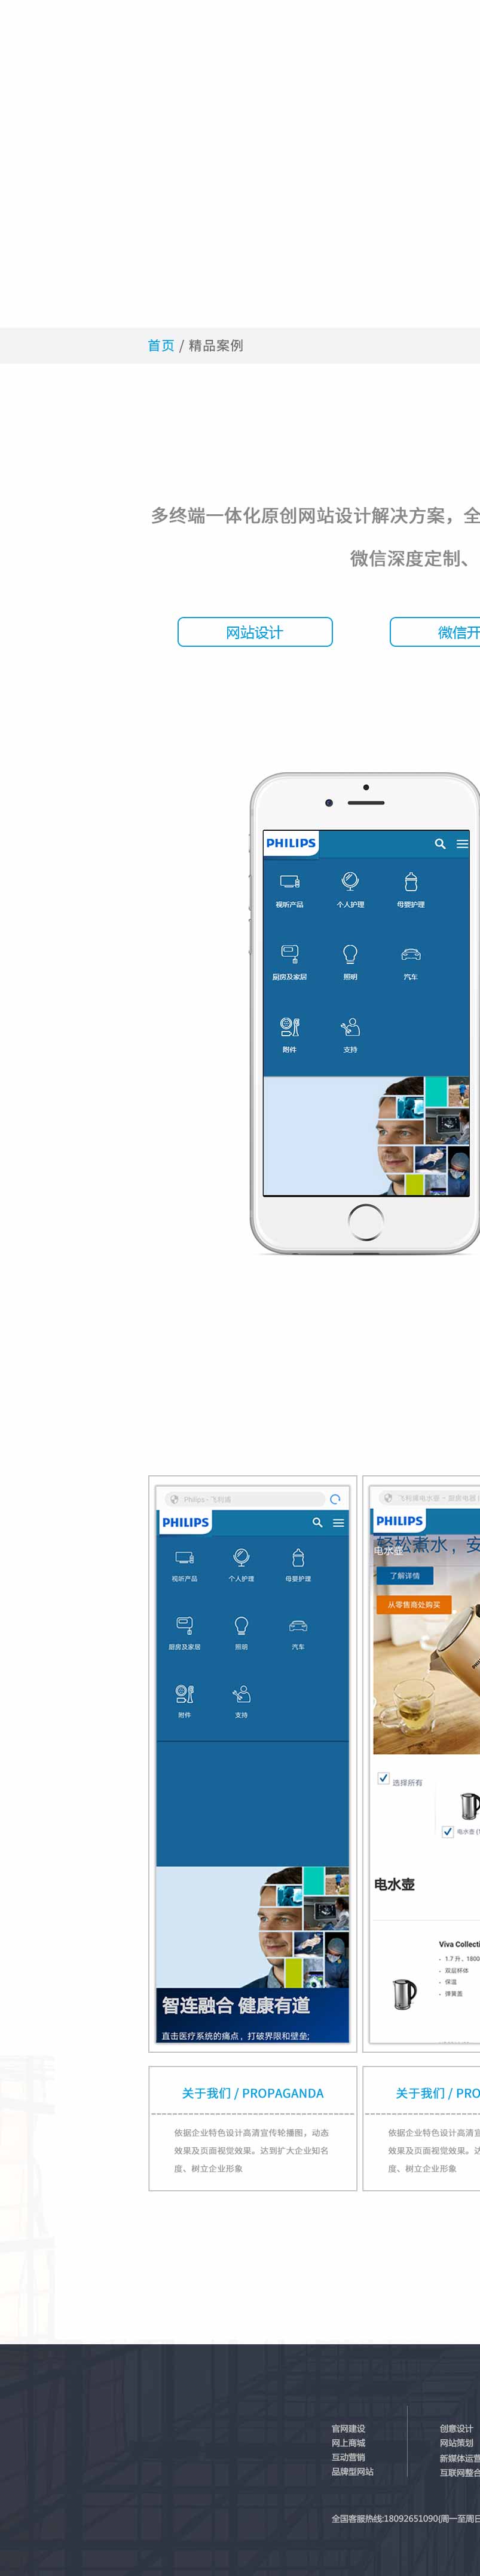 首页 / 精品案例
多终端一体化原创网站设计解决方案，全
微信深度定制、
网站设计
微信开
PHILIPS
视听产品 个人护理 母婴护理
厨房及家居 照明 汽车
附件 支持
Philips - 飞利浦
PHILIPS
视听产品 个人护理 母婴护理
厨房及家居 照明 汽车
附件 支持
智连融合 健康有道
直击医疗系统的痛点，打破界限和壁垒;
飞利浦电水壶 - 厨房电器
PHILIPS
轻松煮水，安
电水壶
了解详情
从零售商处购买
选择所有
电水壶
电水壶
Viva Collecti
1.7 升，1800
双层杯体
保温
弹簧盖
关于我们 / PROPAGANDA
依据企业特色设计高清宣传轮播图，动态
效果及页面视觉效果。达到扩大企业知名
度、树立企业形象
关于我们 / PRO
依据企业特色设计高清宣
效果及页面视觉效果。达
度、树立企业形象
官网建设
网上商城
互动营销
品牌型网站
创意设计
网站策划
新媒体运营
互联网整合
全国客服热线:18092651090(周一至周日